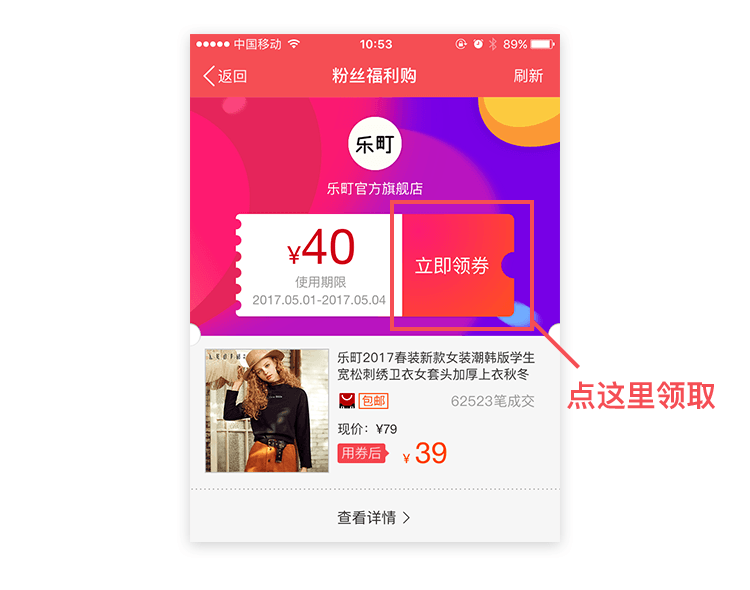 中国移动 10:53 89%
返回 粉丝福利购 刷新
乐町
乐町官方旗舰店
¥40
使用期限
2017.05.01-2017.05.04
立即领券
点这里领取
乐町2017春装新款女装潮韩版学生
宽松刺绣卫衣女套头加厚上衣秋冬
包邮 62523笔成交
现价：¥79
用券后 ¥39
查看详情